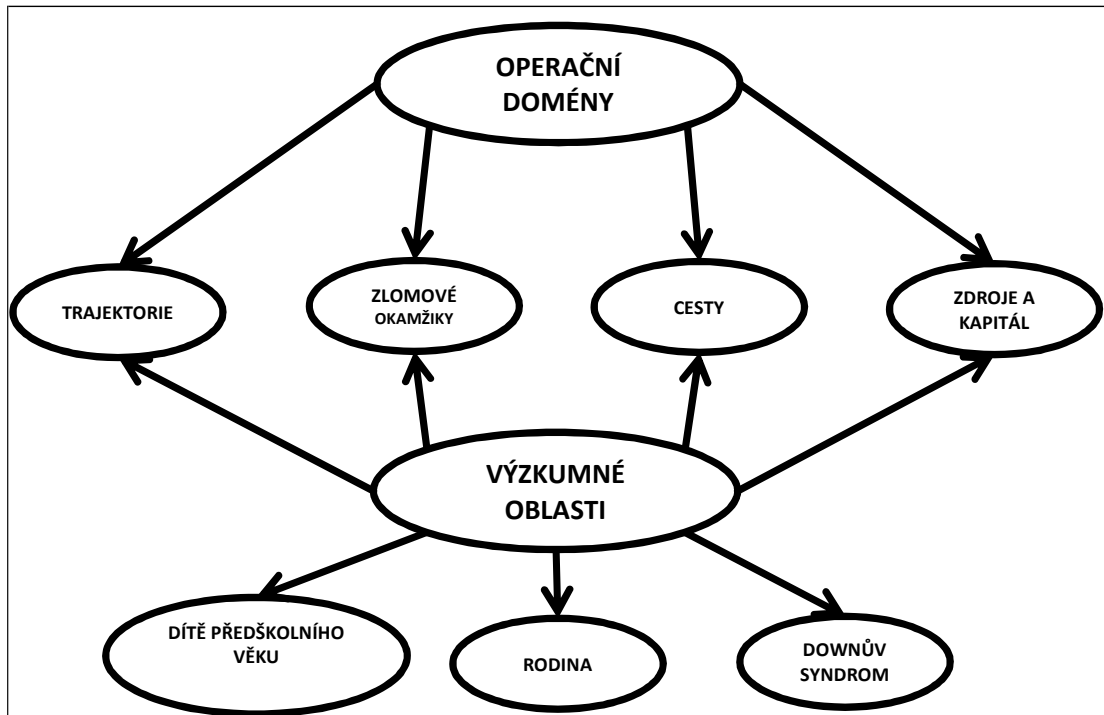 OPERAČNÍ
DOMÉNY
TRAJEKTORIE
ZLOMOVÉ
OKAMŽIKY
CESTY
ZDROJE A
KAPITÁL
VÝZKUMNÉ
OBLASTI
DÍTĚ PŘEDŠKOLNÍHO
VĚKU
RODINA
DOWNŮV
SYNDROM